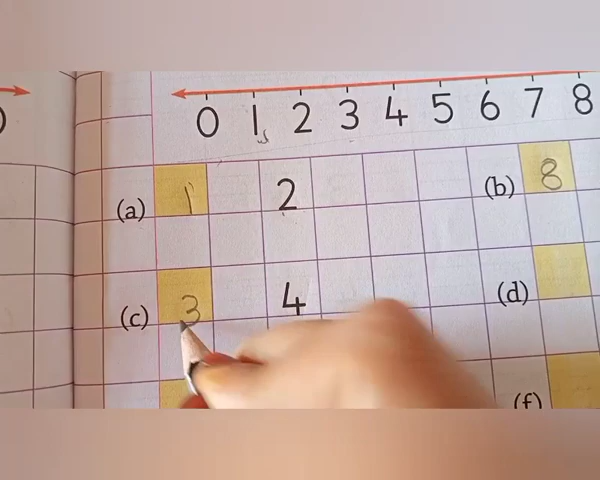 0 1 2 3 4 5 6 7 8
(a) 1 2 (b) 8
(c) 3 4 (d)
(f)